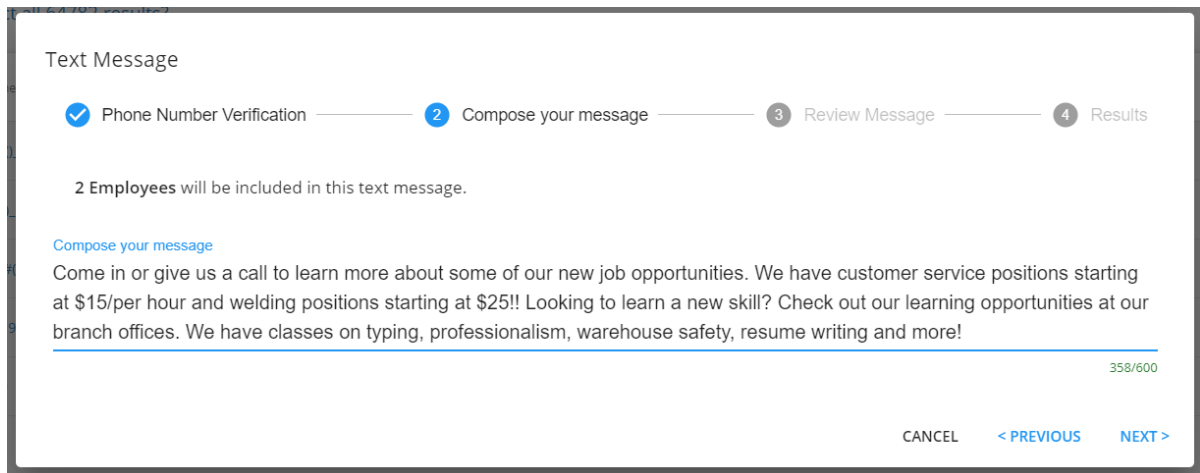 ct all 64782 results?
Text Message
Phone Number Verification 2 Compose your message 3 Review Message 4 Results
2 Employees will be included in this text message.
Compose your message
Come in or give us a call to learn more about some of our new job opportunities. We have customer service positions starting
at $15/per hour and welding positions starting at $25!! Looking to learn a new skill? Check out our learning opportunities at our
branch offices. We have classes on typing, professionalism, warehouse safety, resume writing and more!
358/600
CANCEL < PREVIOUS NEXT >